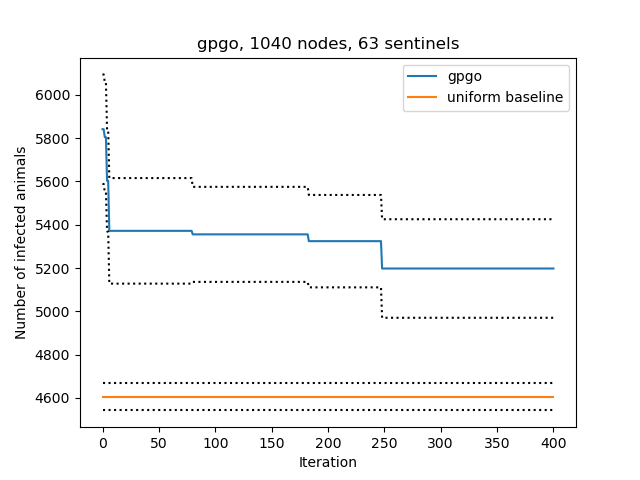 gpgo, 1040 nodes, 63 sentinels
gpgo
uniform baseline
Number of infected animals
6000
5800
5600
5400
5200
5000
4800
4600
0 50 100 150 200 250 300 350 400
Iteration